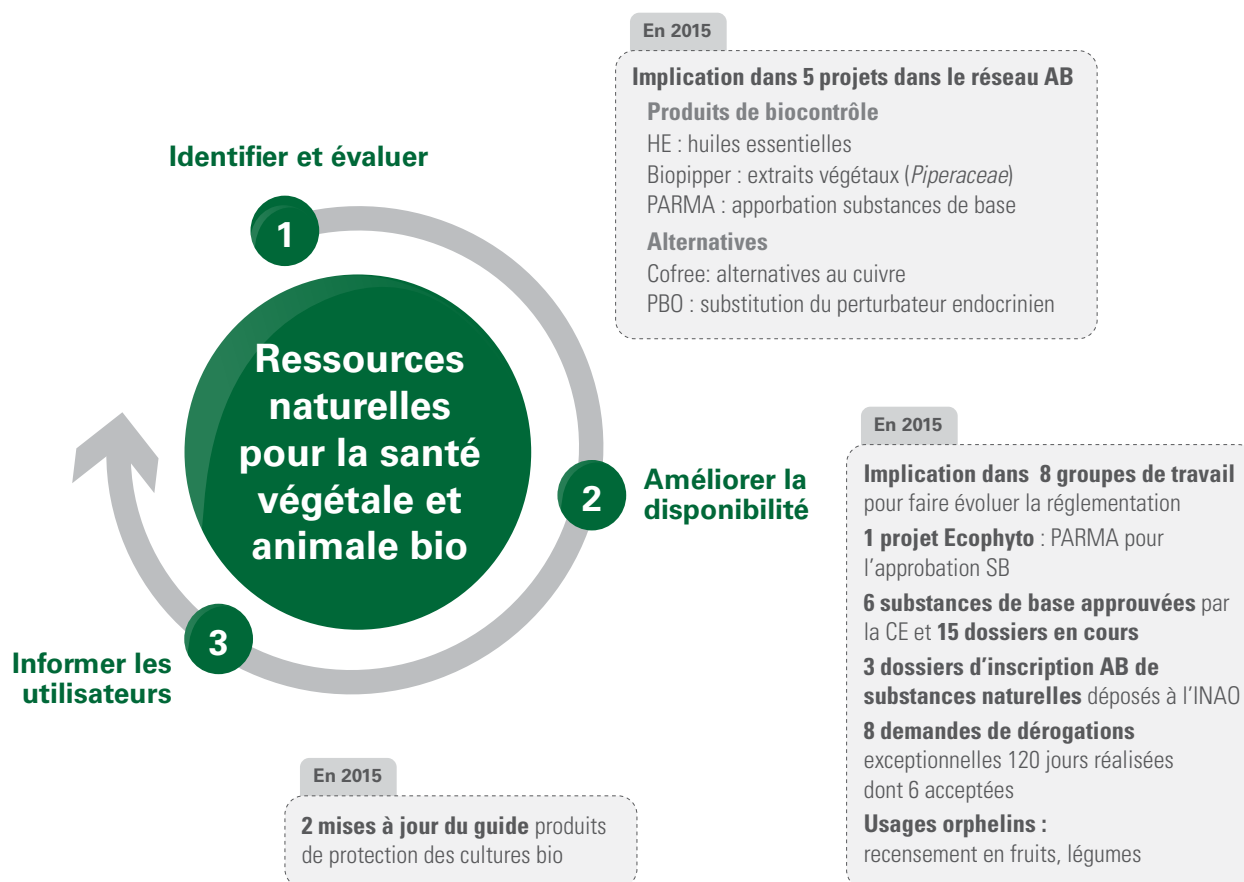 En 2015
Implication dans 5 projets dans le réseau AB
Produits de biocontrôle
HE : huiles essentielles
Biopipper : extraits végétaux (Piperaceae)
PARMA : apporbation substances de base
Alternatives
Cofree: alternatives au cuivre
PBO : substitution du perturbateur endocrinien
Identifier et évaluer
1
Ressources
naturelles
pour la santé
végétale et
animale bio
2
Améliorer la
disponibilité
En 2015
Implication dans 8 groupes de travail
pour faire évoluer la réglementation
1 projet Ecophyto : PARMA pour
l'approbation SB
6 substances de base approuvées par
la CE et 15 dossiers en cours
3 dossiers d'inscription AB de
substances naturelles déposés à l'INAO
8 demandes de dérogations
exceptionnelles 120 jours réalisées
dont 6 acceptées
Usages orphelins :
recensement en fruits, légumes
3
Informer les
utilisateurs
En 2015
2 mises à jour du guide produits
de protection des cultures bio